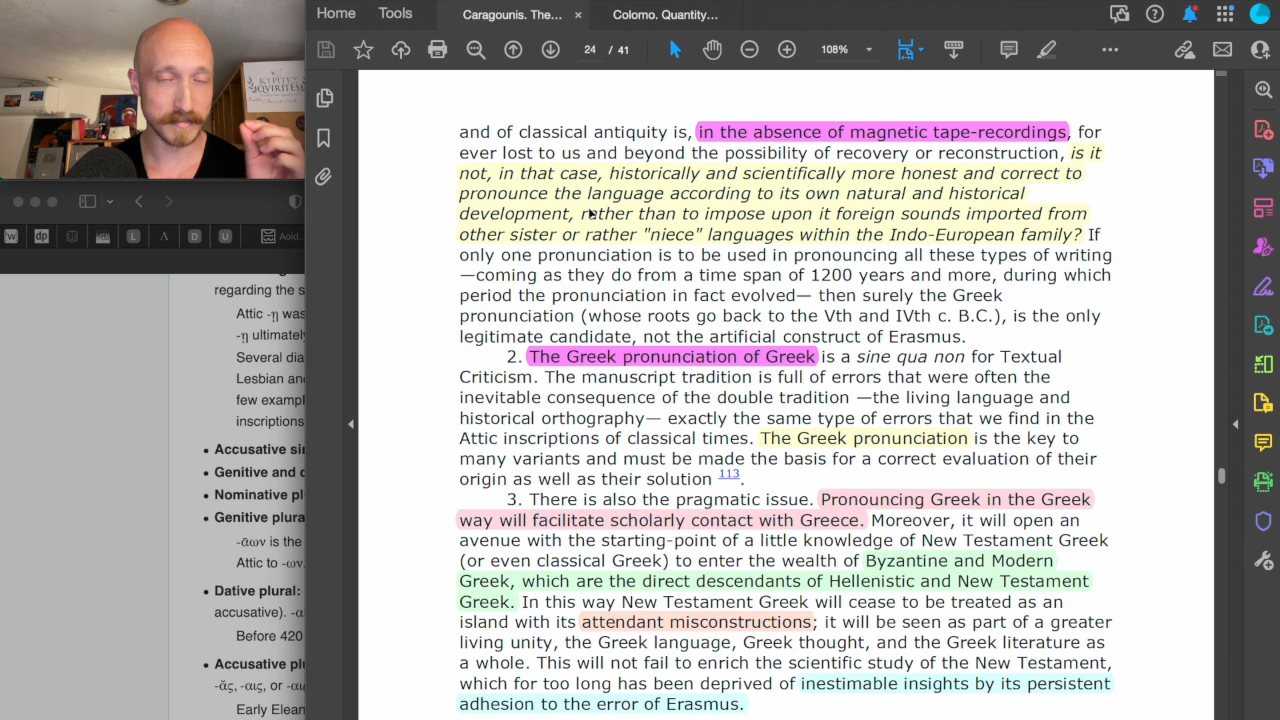 Home Tools Caragounis. The... × Colomo. Quantity...
24 / 41 108%
ΚΥΡΙΤΕΣ
QVIRITES
w dp L Λ D U Aoid...
regarding the s
Attic -ῃ was
-ῃ ultimately
Several dia
Lesbian and
few examp
inscriptions
• Accusative sin
• Genitive and d
• Nominative pl
• Genitive plura
-ᾱων is the
Attic to -ων.
• Dative plural:
accusative). -α
Before 420
• Accusative plu
-ᾰς, -αις, or -αι
Early Elean
and of classical antiquity is, in the absence of magnetic tape-recordings, for
ever lost to us and beyond the possibility of recovery or reconstruction, is it
not, in that case, historically and scientifically more honest and correct to
pronounce the language according to its own natural and historical
development, rather than to impose upon it foreign sounds imported from
other sister or rather "niece" languages within the Indo-European family? If
only one pronunciation is to be used in pronouncing all these types of writing
—coming as they do from a time span of 1200 years and more, during which
period the pronunciation in fact evolved— then surely the Greek
pronunciation (whose roots go back to the Vth and IVth c. B.C.), is the only
legitimate candidate, not the artificial construct of Erasmus.
2. The Greek pronunciation of Greek is a sine qua non for Textual
Criticism. The manuscript tradition is full of errors that were often the
inevitable consequence of the double tradition —the living language and
historical orthography— exactly the same type of errors that we find in the
Attic inscriptions of classical times. The Greek pronunciation is the key to
many variants and must be made the basis for a correct evaluation of their
origin as well as their solution 113.
3. There is also the pragmatic issue. Pronouncing Greek in the Greek
way will facilitate scholarly contact with Greece. Moreover, it will open an
avenue with the starting-point of a little knowledge of New Testament Greek
(or even classical Greek) to enter the wealth of Byzantine and Modern
Greek, which are the direct descendants of Hellenistic and New Testament
Greek. In this way New Testament Greek will cease to be treated as an
island with its attendant misconstructions; it will be seen as part of a greater
living unity, the Greek language, Greek thought, and the Greek literature as
a whole. This will not fail to enrich the scientific study of the New Testament,
which for too long has been deprived of inestimable insights by its persistent
adhesion to the error of Erasmus.